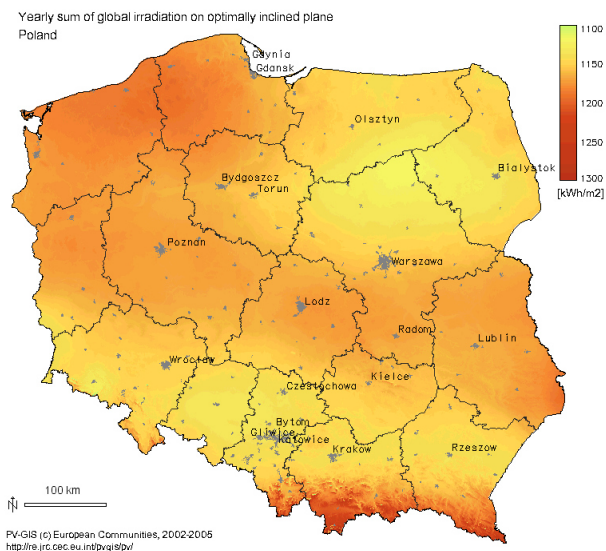 Yearly sum of global irradiation on optimally inclined plane
Poland
1100
1150
1200
1250
1300
[kWh/m2]
Gdynia
Gdansk
Olsztyn
Bialystok
Bydgoszcz
Torun
Poznan
Warszawa
Lodz
Radom
Lublin
Wroclaw
Kielce
Czestochowa
Bytom
Gliwice
Katowice
Krakow
Rzeszow
N
100 km
PV-GIS (c) European Communities, 2002-2005
http://re.jrc.cec.eu.int/pvgis/pv/